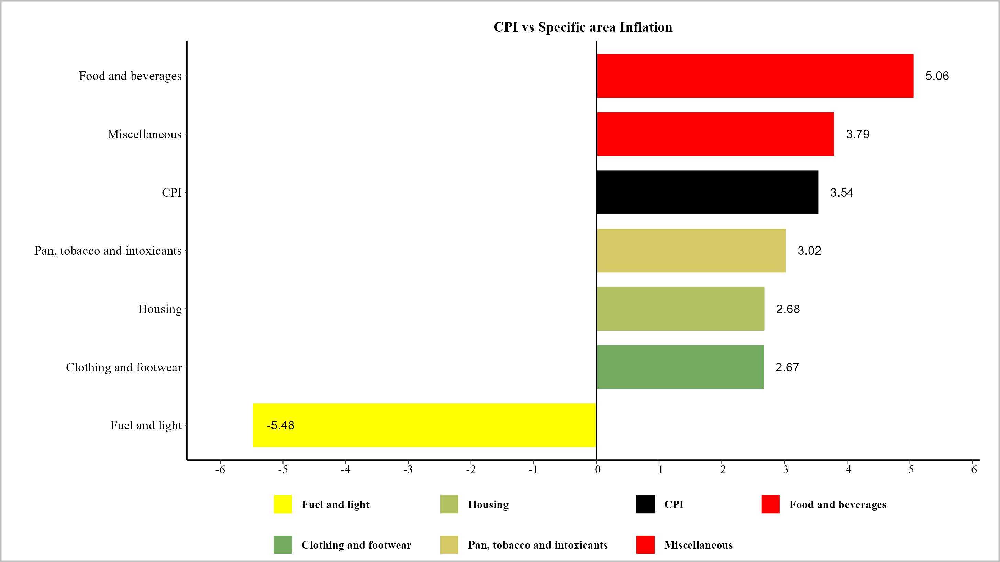 CPI vs Specific area Inflation
Food and beverages
5.06
Miscellaneous
3.79
CPI
3.54
Pan, tobacco and intoxicants
3.02
Housing
2.68
Clothing and footwear
2.67
Fuel and light
-5.48
-6 -5 -4 -3 -2 -1 0 1 2 3 4 5 6
Fuel and light Housing CPI Food and beverages
Clothing and footwear Pan, tobacco and intoxicants Miscellaneous